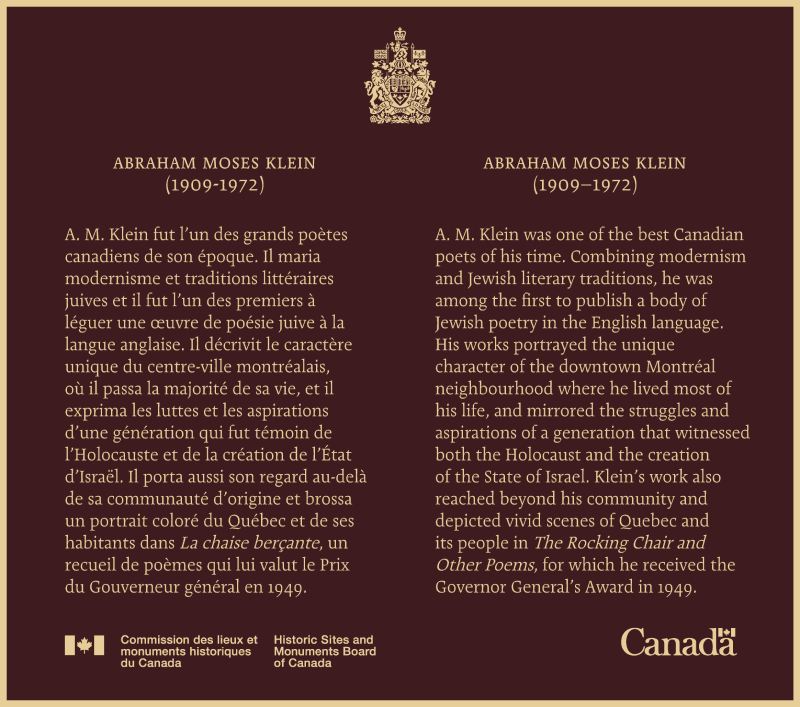 ABRAHAM MOSES KLEIN
(1909-1972)
A. M. Klein fut l’un des grands poètes
canadiens de son époque. Il maria
modernisme et traditions littéraires
juives et il fut l’un des premiers à
léguer une œuvre de poésie juive à la
langue anglaise. Il décrivit le caractère
unique du centre-ville montréalais,
où il passa la majorité de sa vie, et il
exprima les luttes et les aspirations
d’une génération qui fut témoin de
l’Holocauste et de la création de l’État
d’Israël. Il porta aussi son regard au-delà
de sa communauté d’origine et brossa
un portrait coloré du Québec et de ses
habitants dans La chaise berçante, un
recueil de poèmes qui lui valut le Prix
du Gouverneur général en 1949.
ABRAHAM MOSES KLEIN
(1909–1972)
A. M. Klein was one of the best Canadian
poets of his time. Combining modernism
and Jewish literary traditions, he was
among the first to publish a body of
Jewish poetry in the English language.
His works portrayed the unique
character of the downtown Montréal
neighbourhood where he lived most of
his life, and mirrored the struggles and
aspirations of a generation that witnessed
both the Holocaust and the creation
of the State of Israel. Klein’s work also
reached beyond his community and
depicted vivid scenes of Quebec and
its people in The Rocking Chair and
Other Poems, for which he received the
Governor General’s Award in 1949.
Commission des lieux et
monuments historiques
du Canada
Historic Sites and
Monuments Board
of Canada
Canada